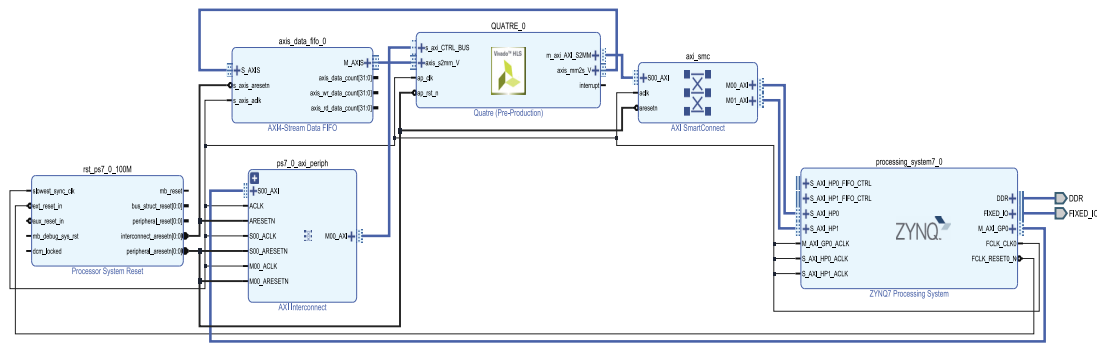 QUATRE_0
axis_data_fifo_0
s_axi_CTRL_BUS
Vivado™ HLS
m_axi_AXI_S2MM
axi_smc
S_AXIS
M_AXIS
axis_s2mm_V
axis_mm2s_V
s_axis_aresetn
axis_data_count[31:0]
ap_clk
interrupt
S00_AXI
M00_AXI
s_axis_aclk
axis_wr_data_count[31:0]
ap_rst_n
aclk
M01_AXI
axis_rd_data_count[31:0]
aresetn
AXI4-Stream Data FIFO
Quatre (Pre-Production)
AXI SmartConnect
rst_ps7_0_100M
ps7_0_axi_periph
processing_system7_0
slowest_sync_clk
mb_reset
S00_AXI
S_AXI_HP0_FIFO_CTRL
ext_reset_in
bus_struct_reset[0:0]
ACLK
S_AXI_HP1_FIFO_CTRL
DDR
DDR
aux_reset_in
peripheral_reset[0:0]
ARESETN
S_AXI_HP0
FIXED_IO
FIXED_IO
mb_debug_sys_rst
interconnect_aresetn[0:0]
S00_ACLK
M00_AXI
S_AXI_HP1
ZYNQ
M_AXI_GP0
dcm_locked
peripheral_aresetn[0:0]
S00_ARESETN
M_AXI_GP0_ACLK
FCLK_CLK0
M00_ACLK
S_AXI_HP0_ACLK
FCLK_RESET0_N
M00_ARESETN
S_AXI_HP1_ACLK
Processor System Reset
AXI Interconnect
ZYNQ7 Processing System